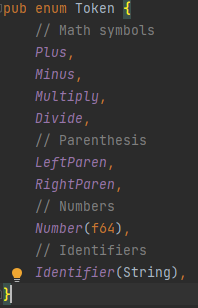 pub enum Token {
// Math symbols
Plus,
Minus,
Multiply,
Divide,
// Parenthesis
LeftParen,
RightParen,
// Numbers
Number(f64),
// Identifiers
Identifier(String),
}